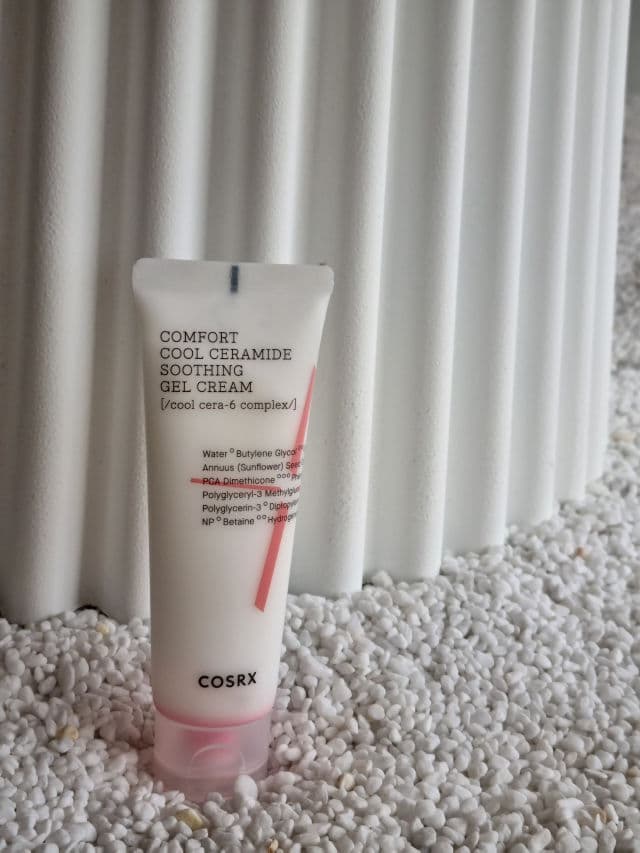 COMFORT
COOL CERAMIDE
SOOTHING
GEL CREAM
[/cool cera-6 complex/]
Water ° Butylene
Annuus (Sunflower)
PCA Dimethicone °°°
Polyglyceryl-3
Polyglycerin-3 °
NP ° Betaine °°
COSRX